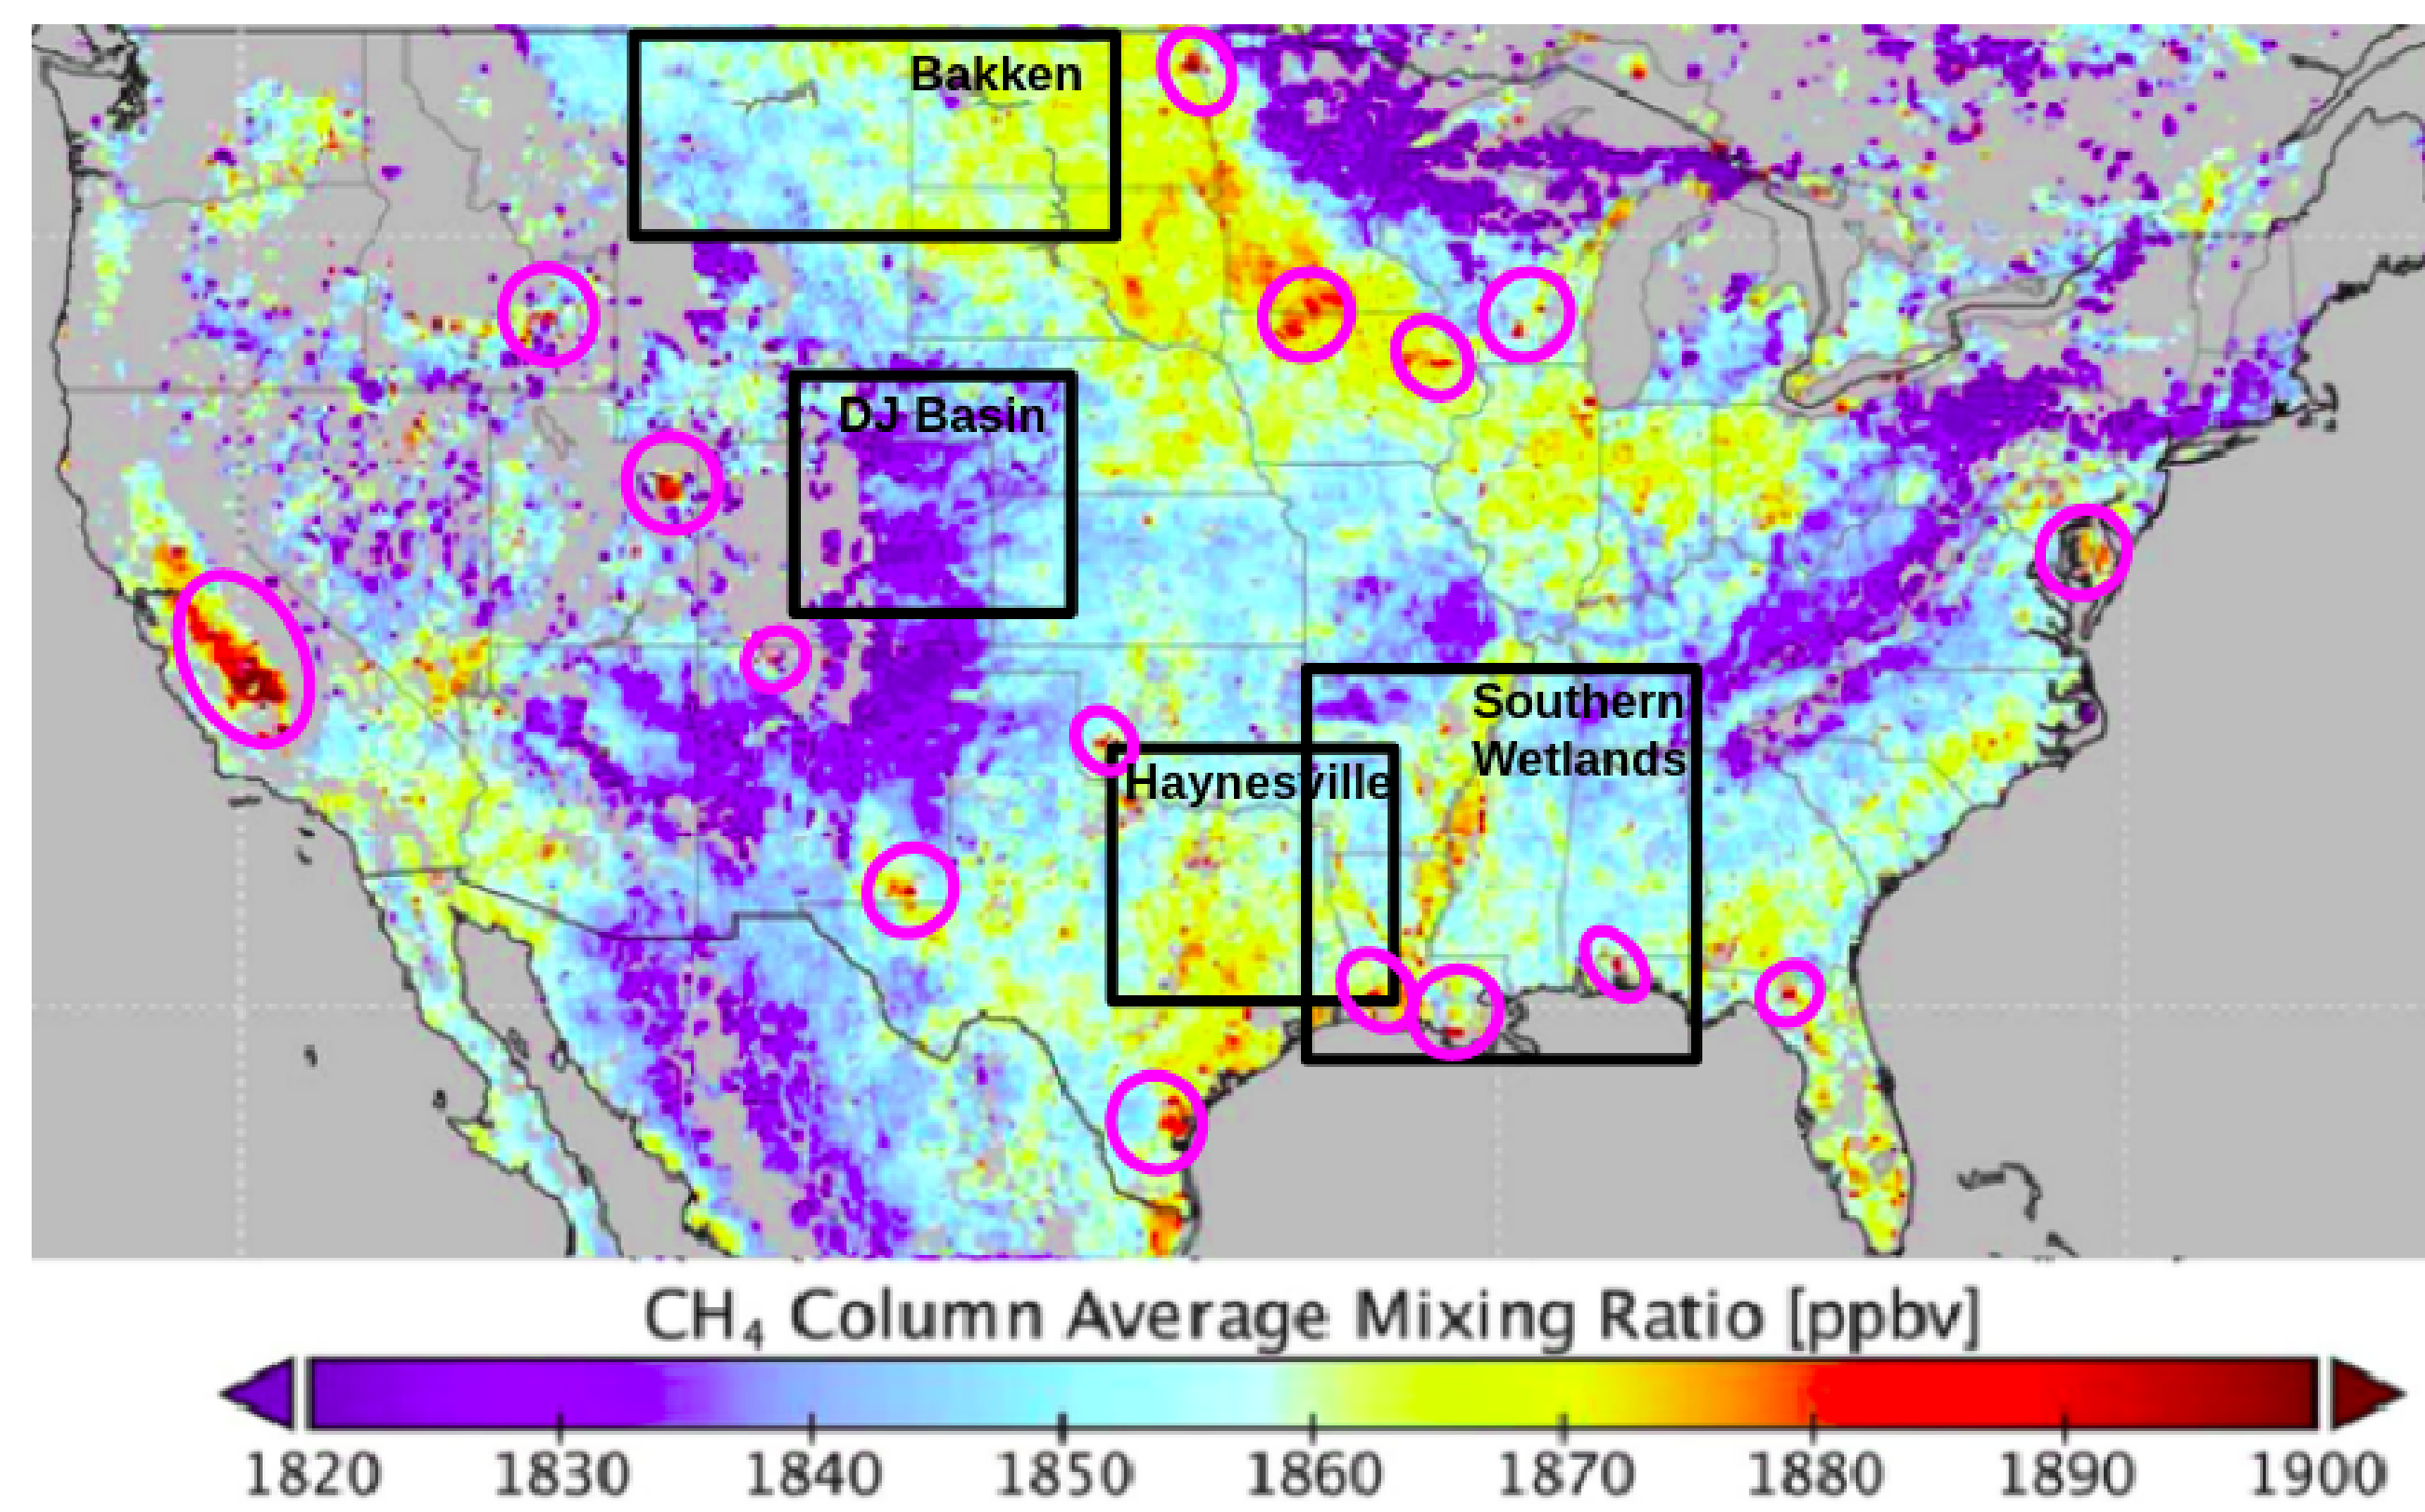 Bakken
DJ Basin
Southern
Wetlands
Haynesville
CH₄ Column Average Mixing Ratio [ppbv]
1820 1830 1840 1850 1860 1870 1880 1890 1900